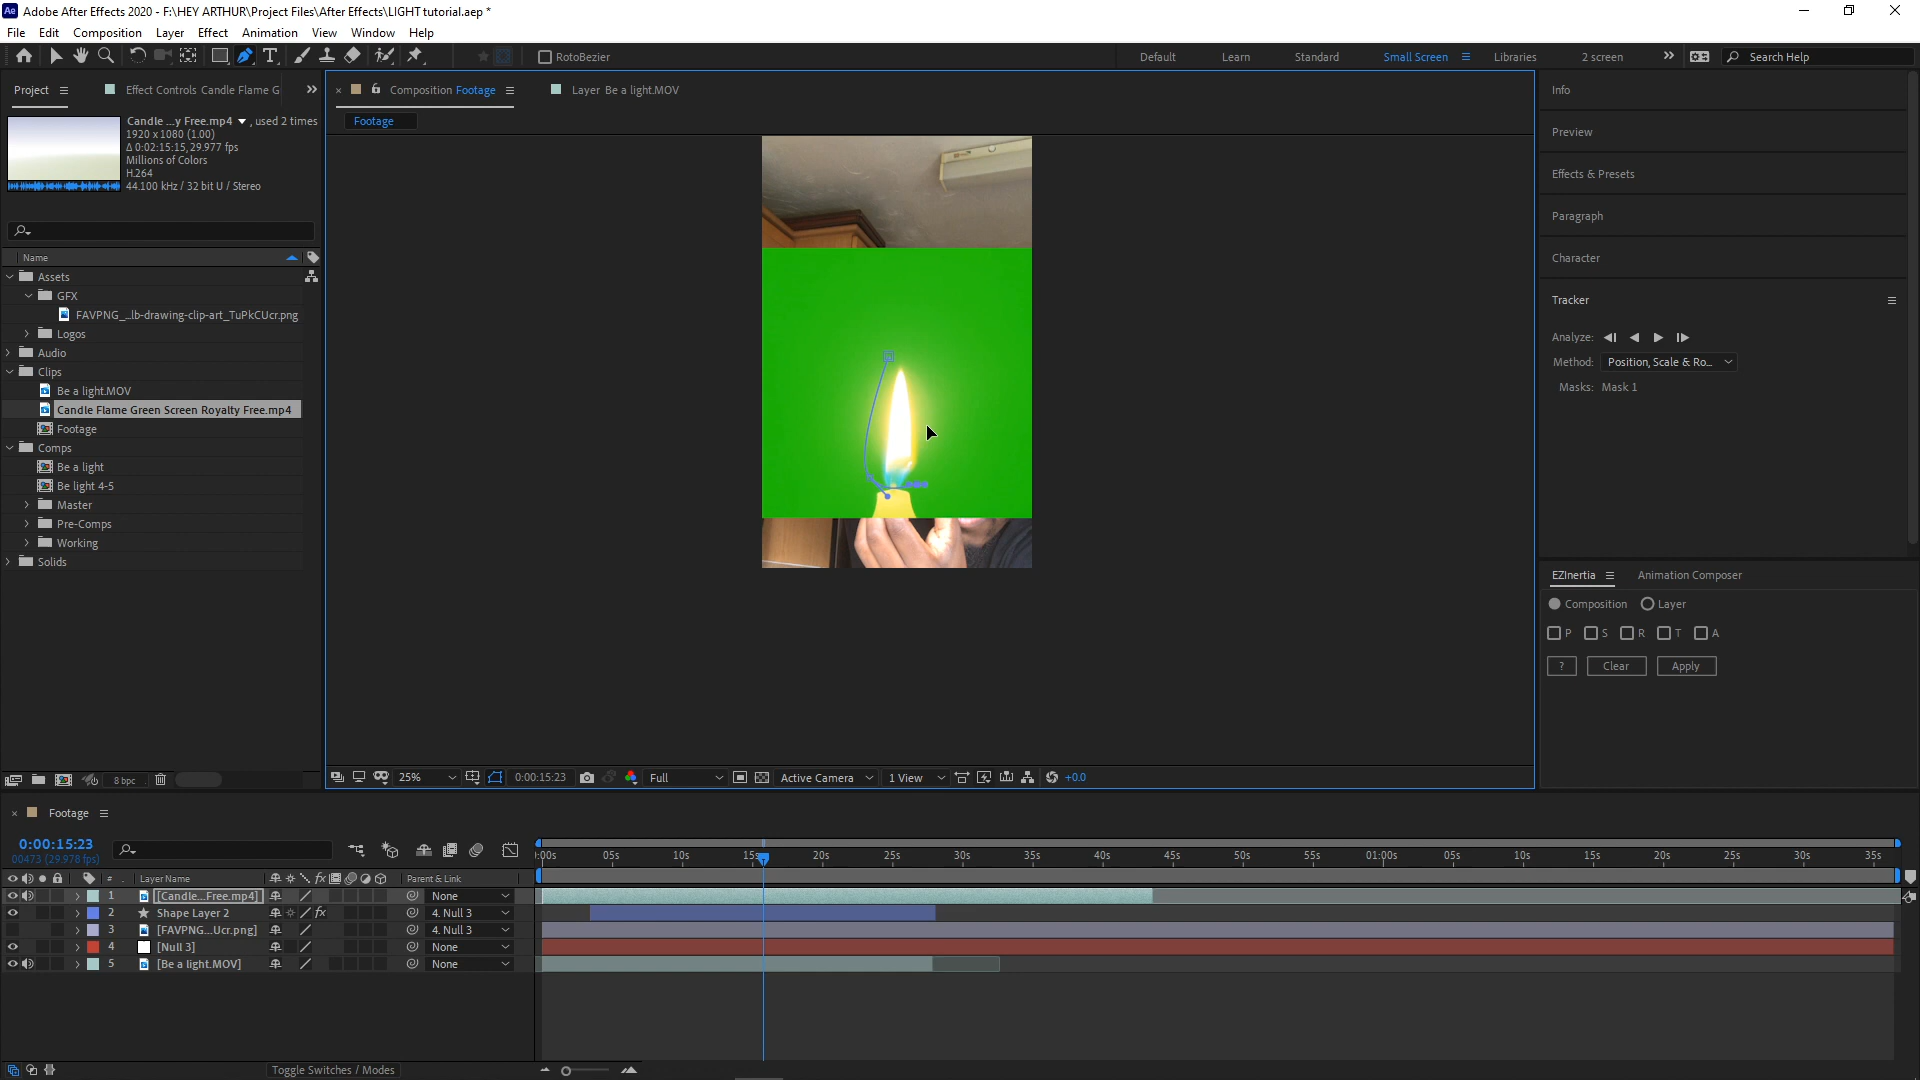 Ae Adobe After Effects 2020 - F:\HEY ARTHUR\Project Files\After Effects\LIGHT tutorial.aep *
File Edit Composition Layer Effect Animation View Window Help
RotoBezier
Default Learn Standard Small Screen Libraries 2 screen Search Help
Project Effect Controls Candle Flame G
Composition Footage Layer Be a light.MOV
Footage
Candle ...y Free.mp4 , used 2 times
1920 x 1080 (1.00)
Δ 0:02:15:15, 29.977 fps
Millions of Colors
H.264
44.100 kHz / 32 bit U / Stereo
Name
Assets
GFX
FAVPNG_...lb-drawing-clip-art_TuPkCUcr.png
Logos
Audio
Clips
Be a light.MOV
Candle Flame Green Screen Royalty Free.mp4
Footage
Comps
Be a light
Be light 4-5
Master
Pre-Comps
Working
Solids
8 bpc
25% 0:00:15:23 Full Active Camera 1 View +0.0
Info
Preview
Effects & Presets
Paragraph
Character
Tracker
Analyze:
Method: Position, Scale & Ro...
Masks: Mask 1
EZInertia Animation Composer
Composition Layer
P S R T A
? Clear Apply
Footage
0:00:15:23
00473 (29.978 fps)
:00s 05s 10s 15s 20s 25s 30s 35s 40s 45s 50s 55s 01:00s 05s 10s 15s 20s 25s 30s 35s
# Layer Name fx Parent & Link
1 [Candle...Free.mp4] None
2 Shape Layer 2 fx 4. Null 3
3 [FAVPNG...Ucr.png] 4. Null 3
4 [Null 3] None
5 [Be a light.MOV] None
Toggle Switches / Modes